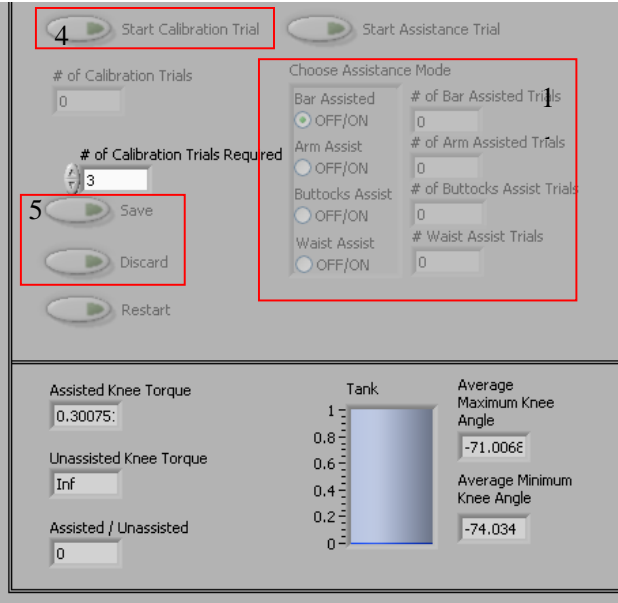 4 Start Calibration Trial
Start Assistance Trial
# of Calibration Trials
0
# of Calibration Trials Required
3
5 Save
Discard
Restart
Choose Assistance Mode
1
Bar Assisted
OFF/ON
# of Bar Assisted Trials
0
Arm Assist
OFF/ON
# of Arm Assisted Trials
0
Buttocks Assist
OFF/ON
# of Buttocks Assist Trials
0
Waist Assist
OFF/ON
# Waist Assist Trials
0
Assisted Knee Torque
0.30075
Unassisted Knee Torque
Inf
Assisted / Unassisted
0
Tank
1
0.8
0.6
0.4
0.2
0
Average
Maximum Knee
Angle
-71.0068
Average Minimum
Knee Angle
-74.034